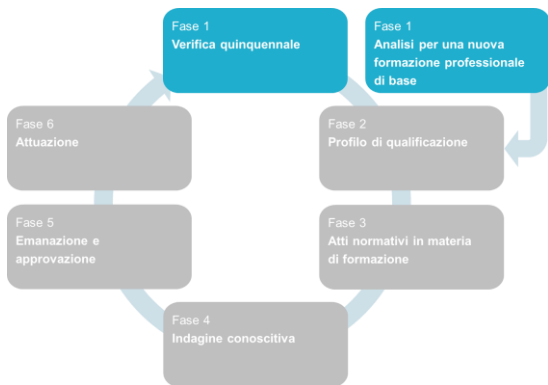 Fase 1
Verifica quinquennale
Fase 1
Analisi per una nuova
formazione professionale
di base
Fase 6
Attuazione
Fase 2
Profilo di qualificazione
Fase 5
Emanazione e
approvazione
Fase 3
Atti normativi in materia
di formazione
Fase 4
Indagine conoscitiva